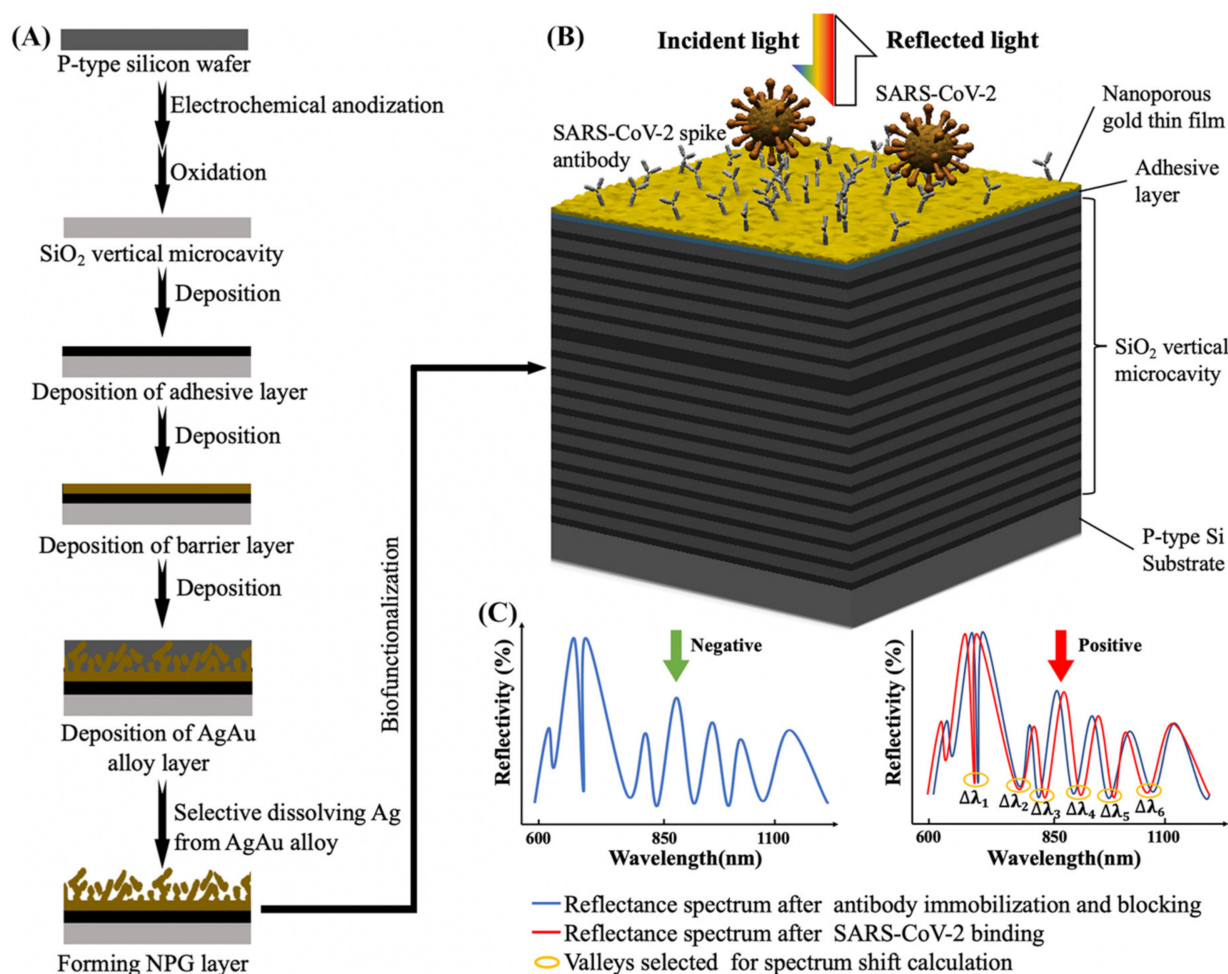 (A)
P-type silicon wafer
Electrochemical anodization
Oxidation
SiO₂ vertical microcavity
Deposition
Deposition of adhesive layer
Deposition
Deposition of barrier layer
Deposition
Deposition of AgAu
alloy layer
Selective dissolving Ag
from AgAu alloy
Forming NPG layer
Biofunctionalization
(B)
Incident light
Reflected light
SARS-CoV-2
SARS-CoV-2 spike
antibody
Nanoporous
gold thin film
Adhesive
layer
SiO₂ vertical
microcavity
P-type Si
Substrate
(C)
Reflectivity (%)
Negative
600
850
1100
Wavelength(nm)
Reflectivity (%)
Positive
Δλ₁
Δλ₂
Δλ₃
Δλ₄
Δλ₅
Δλ₆
600
850
1100
Wavelength(nm)
Reflectance spectrum after antibody immobilization and blocking
Reflectance spectrum after SARS-CoV-2 binding
Valleys selected for spectrum shift calculation